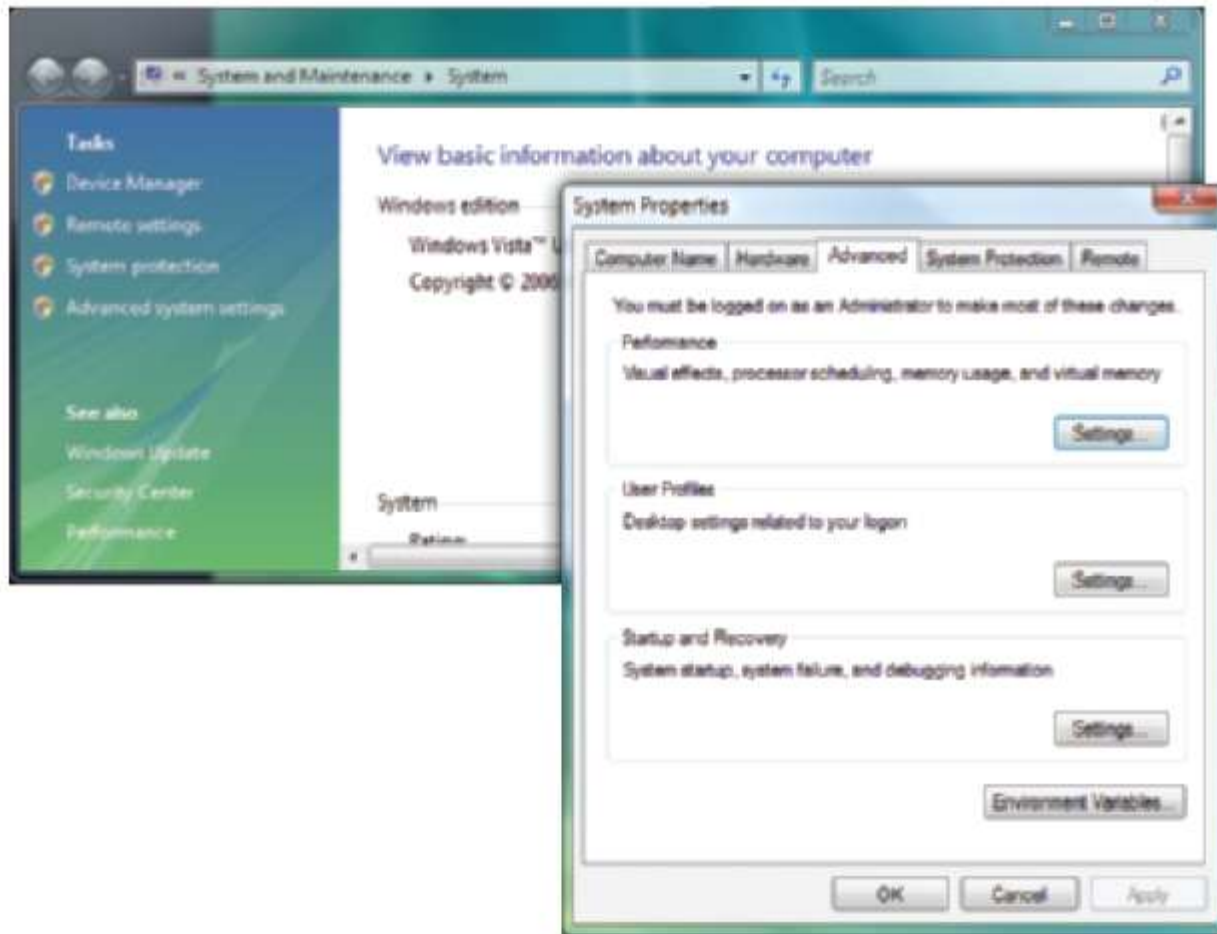 « System and Maintenance ▸ System
Search
Tasks
Device Manager
Remote settings
System protection
Advanced system settings
See also
Windows Update
Security Center
Performance
View basic information about your computer
Windows edition
Windows Vista™
Copyright © 2006
System
Rating:
System Properties
Computer Name Hardware Advanced System Protection Remote
You must be logged on as an Administrator to make most of these changes.
Performance
Visual effects, processor scheduling, memory usage, and virtual memory
Settings...
User Profiles
Desktop settings related to your logon
Settings...
Startup and Recovery
System startup, system failure, and debugging information
Settings...
Environment Variables...
OK Cancel Apply